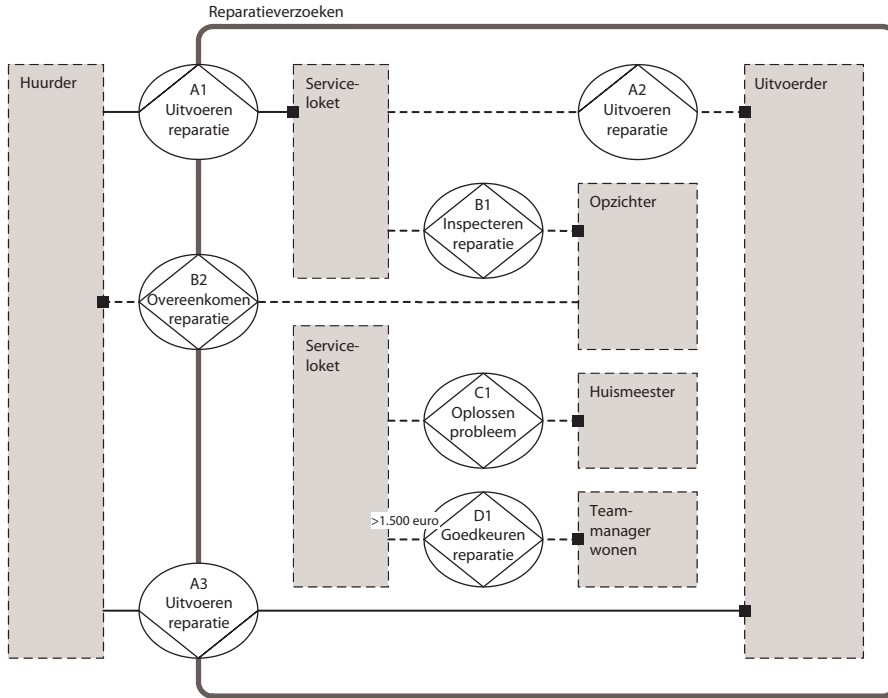 Reparatieverzoeken
Huurder
A1
Uitvoeren
reparatie
Service-
loket
A2
Uitvoeren
reparatie
Uitvoerder
B1
Inspecteren
reparatie
Opzichter
B2
Overeenkomen
reparatie
Service-
loket
C1
Oplossen
probleem
Huismeester
>1.500 euro
D1
Goedkeuren
reparatie
Team-
manager
wonen
A3
Uitvoeren
reparatie